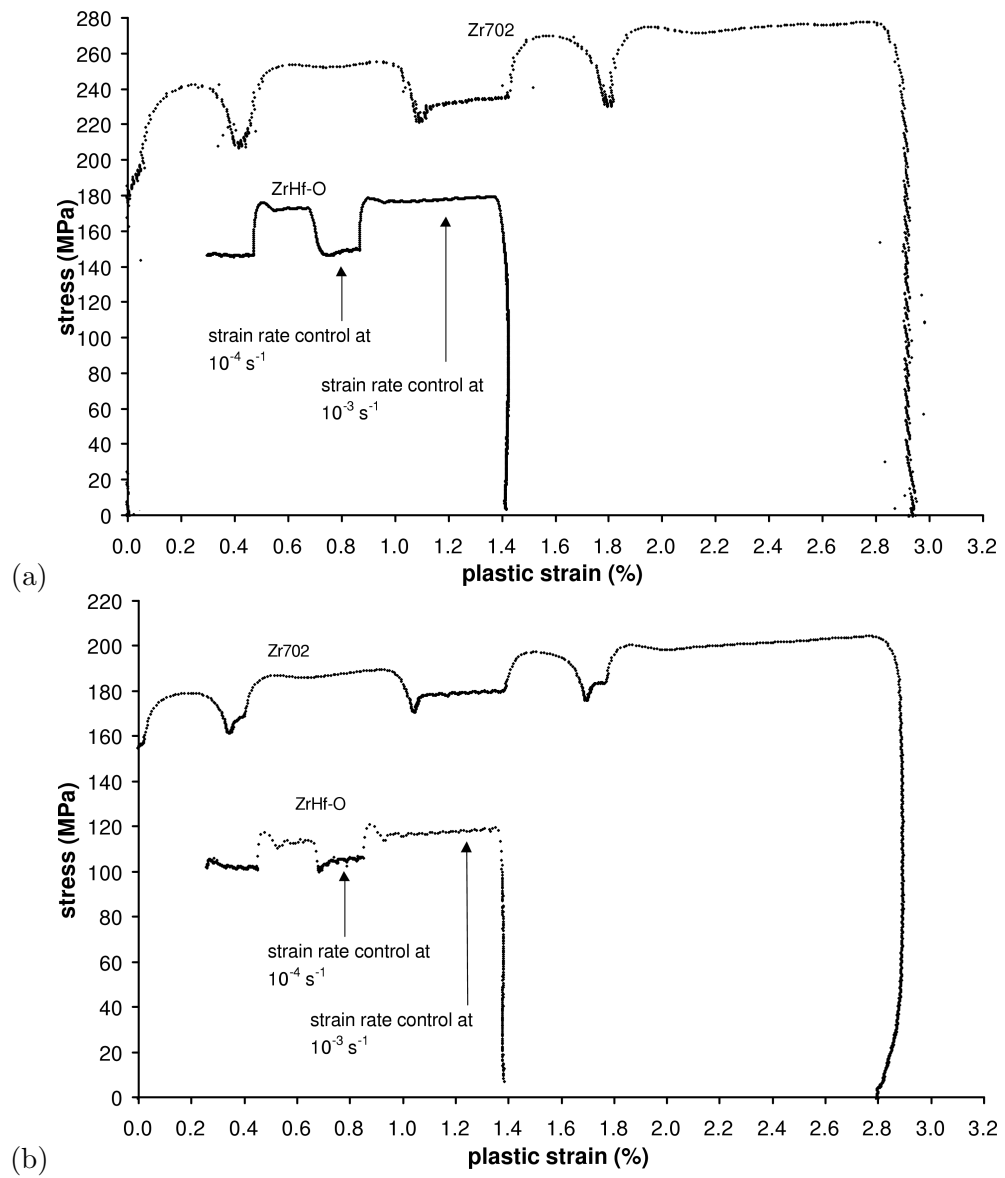 280
260
240
220
200
180
160
140
120
100
80
60
40
20
0
stress (MPa)
Zr702
ZrHf-O
strain rate control at
10⁻⁴ s⁻¹
strain rate control at
10⁻³ s⁻¹
0.0 0.2 0.4 0.6 0.8 1.0 1.2 1.4 1.6 1.8 2.0 2.2 2.4 2.6 2.8 3.0 3.2
plastic strain (%)
(a)
220
200
180
160
140
120
100
80
60
40
20
0
stress (MPa)
Zr702
ZrHf-O
strain rate control at
10⁻⁴ s⁻¹
strain rate control at
10⁻³ s⁻¹
0.0 0.2 0.4 0.6 0.8 1.0 1.2 1.4 1.6 1.8 2.0 2.2 2.4 2.6 2.8 3.0 3.2
plastic strain (%)
(b)